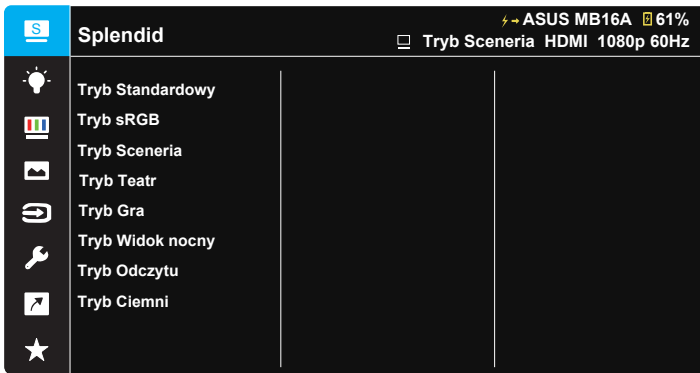 S
Splendid
ASUS MB16A 61%
Tryb Sceneria HDMI 1080p 60Hz
Tryb Standardowy
Tryb sRGB
Tryb Sceneria
Tryb Teatr
Tryb Gra
Tryb Widok nocny
Tryb Odczytu
Tryb Ciemni